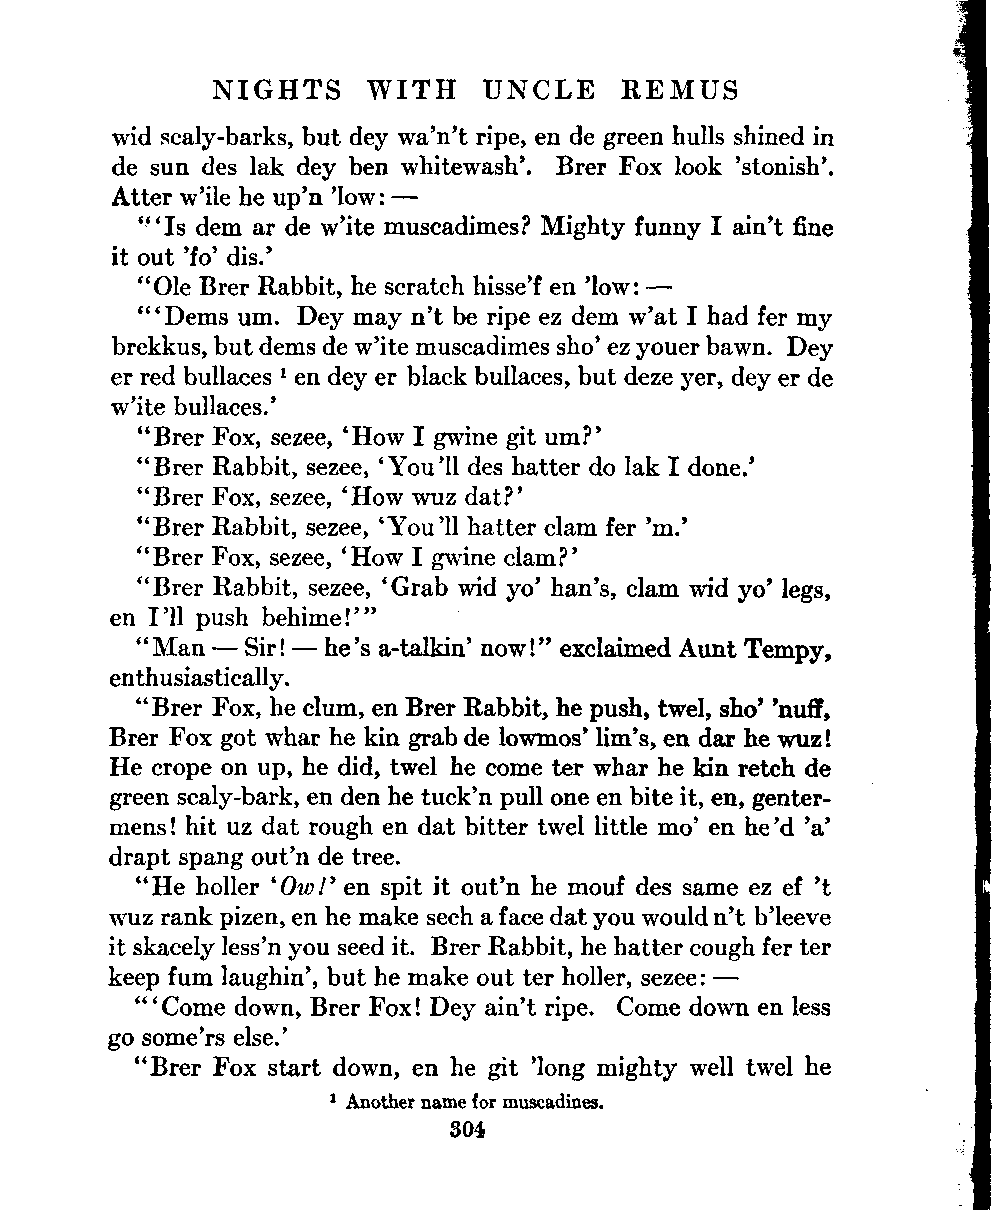 NIGHTS WITH UNCLE REMUS
wid scaly-barks, but dey wa’n’t ripe, en de green hulls shined in
de sun des lak dey ben whitewash’. Brer Fox look ’stonish’.
Atter w’ile he up’n ’low: —
“‘Is dem ar de w’ite muscadimes? Mighty funny I ain’t fine
it out ’fo’ dis.’
“Ole Brer Rabbit, he scratch hisse’f en ’low: —
“‘Dems um. Dey may n’t be ripe ez dem w’at I had fer my
brekkus, but dems de w’ite muscadimes sho’ ez youer bawn. Dey
er red bullaces ¹ en dey er black bullaces, but deze yer, dey er de
w’ite bullaces.’
“Brer Fox, sezee, ‘How I gwine git um?’
“Brer Rabbit, sezee, ‘You ’ll des hatter do lak I done.’
“Brer Fox, sezee, ‘How wuz dat?’
“Brer Rabbit, sezee, ‘You ’ll hatter clam fer ’m.’
“Brer Fox, sezee, ‘How I gwine clam?’
“Brer Rabbit, sezee, ‘Grab wid yo’ han’s, clam wid yo’ legs,
en I ’ll push behime!’”
“Man — Sir! — he ’s a-talkin’ now!” exclaimed Aunt Tempy,
enthusiastically.
“Brer Fox, he clum, en Brer Rabbit, he push, twel, sho’ ’nuff,
Brer Fox got whar he kin grab de lowmos’ lim’s, en dar he wuz!
He crope on up, he did, twel he come ter whar he kin retch de
green scaly-bark, en den he tuck’n pull one en bite it, en, genter-
mens! hit uz dat rough en dat bitter twel little mo’ en he ’d ’a’
drapt spang out’n de tree.
“He holler ‘Ow!’ en spit it out’n he mouf des same ez ef ’t
wuz rank pizen, en he make sech a face dat you would n’t b’leeve
it skacely less’n you seed it. Brer Rabbit, he hatter cough fer ter
keep fum laughin’, but he make out ter holler, sezee: —
“‘Come down, Brer Fox! Dey ain’t ripe. Come down en less
go some’rs else.’
“Brer Fox start down, en he git ’long mighty well twel he
¹ Another name for muscadines.
304